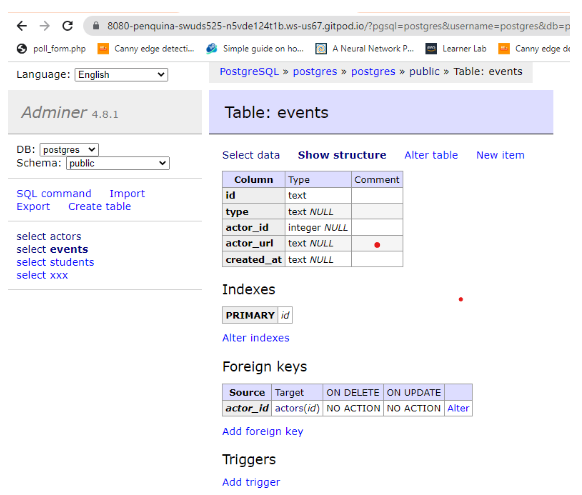 8080-penquina-swuds525-n5vde124t1b.ws-us67.gitpod.io/?pgsql=postgres&username=postgres&db=p
poll_form.php Canny edge detecti... Simple guide on ho... A Neural Network P... Learner Lab Canny edge de
Language: English
PostgreSQL » postgres » postgres » public » Table: events
Adminer 4.8.1
Table: events
DB: postgres
Schema: public
SQL command Import
Export Create table
select actors
select events
select students
select xxx
Select data Show structure Alter table New item
Column Type Comment
id text
type text NULL
actor_id integer NULL
actor_url text NULL
created_at text NULL
Indexes
PRIMARY id
Alter indexes
Foreign keys
Source Target ON DELETE ON UPDATE
actor_id actors(id) NO ACTION NO ACTION Alter
Add foreign key
Triggers
Add trigger